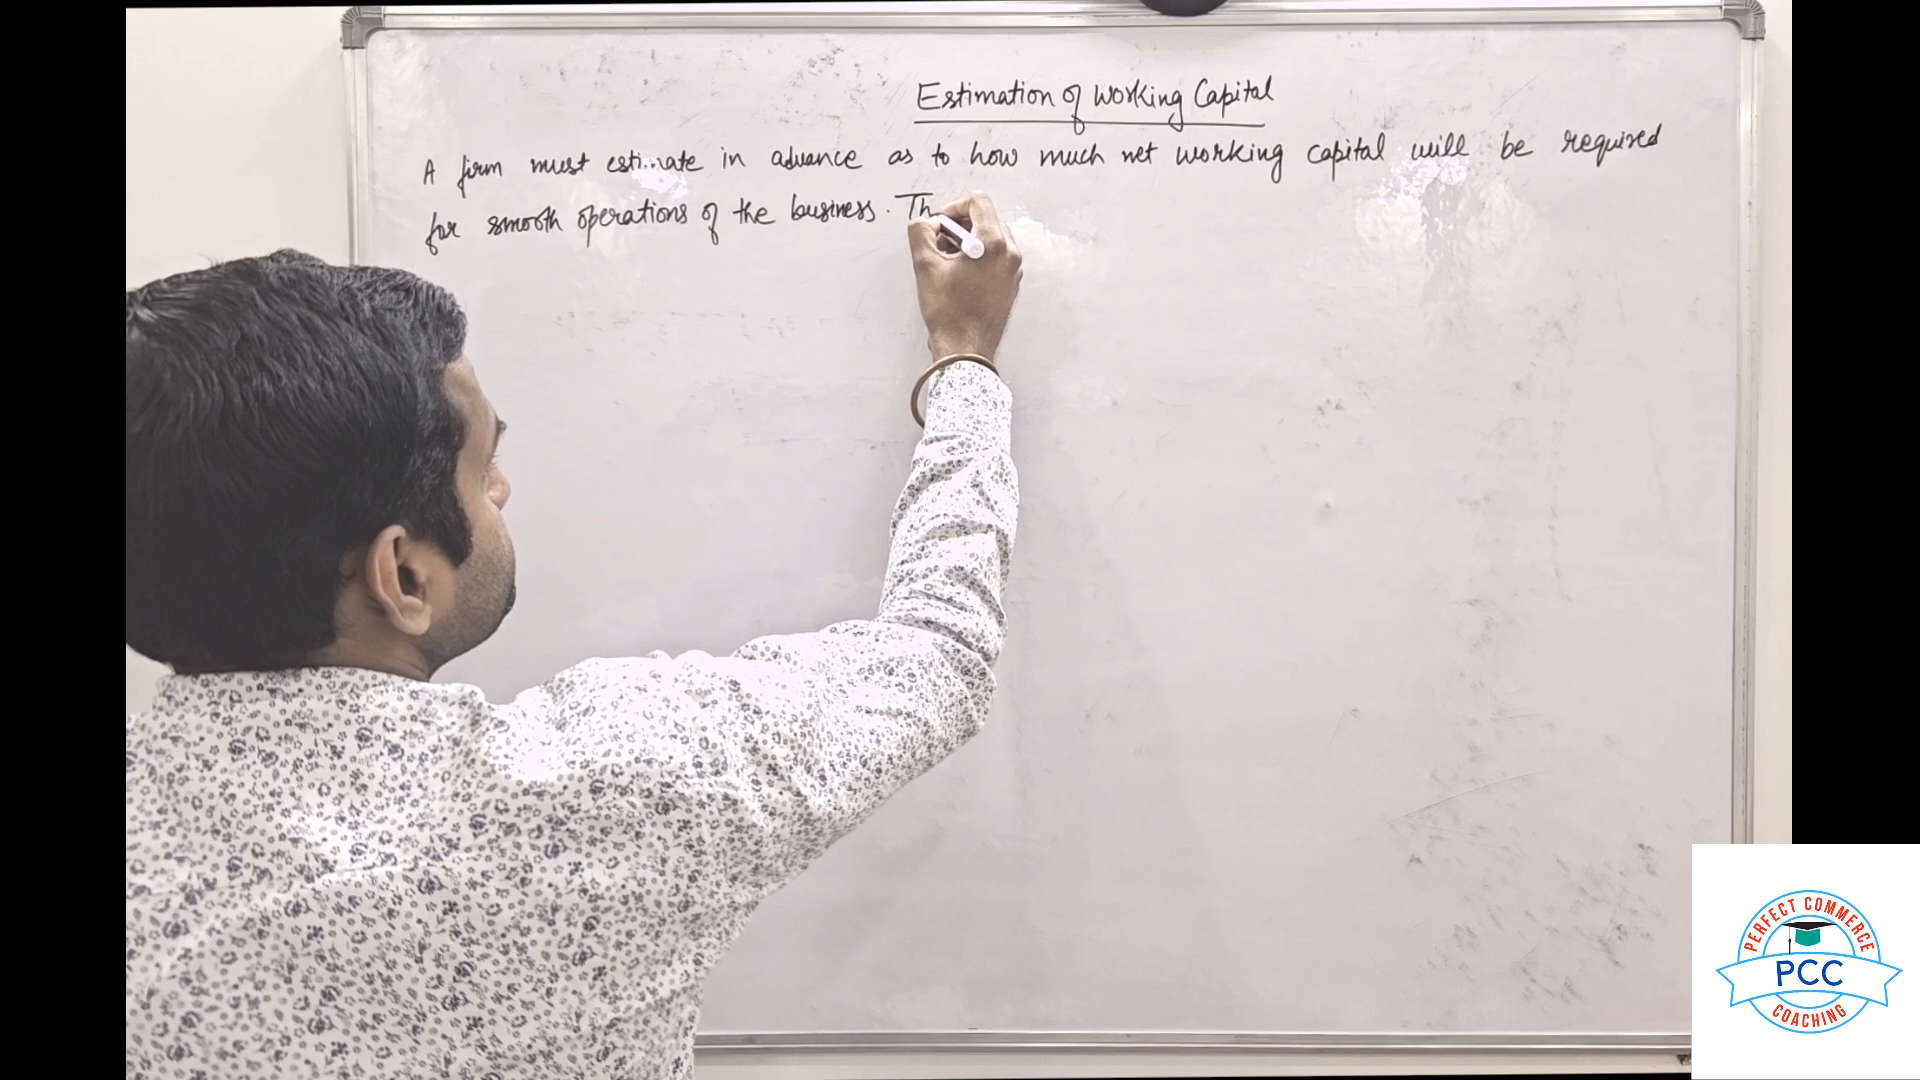 Estimation of Working Capital
A firm must estimate in advance as to how much net working capital will be required
for smooth operations of the business. Th
PERFECT COMMERCE
PCC
COACHING